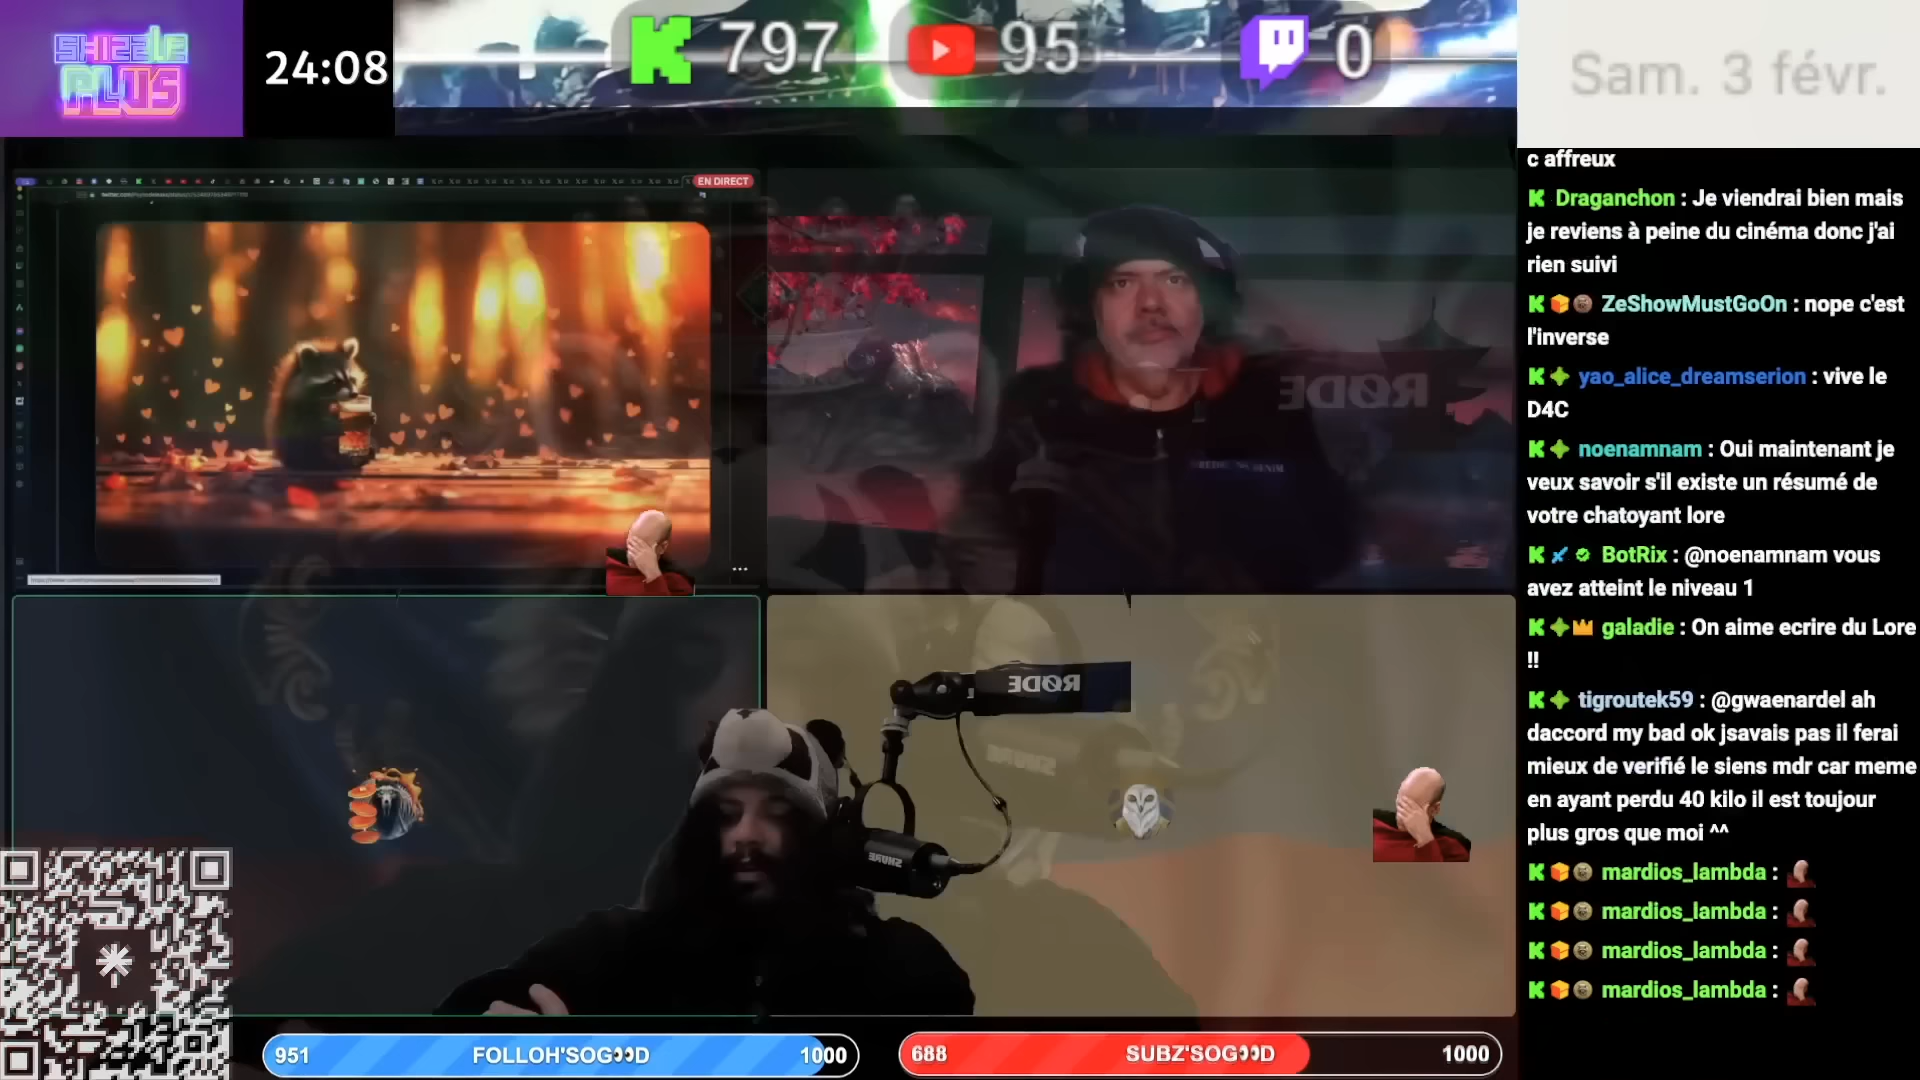 SHIZZLE
PLUS
24:08
797
95
0
Sam. 3 févr.
EN DIRECT
RØDE
RØDE
SHURE
c affreux
Draganchon : Je viendrai bien mais
je reviens à peine du cinéma donc j'ai
rien suivi
ZeShowMustGoOn : nope c'est
l'inverse
yao_alice_dreamserion : vive le
D4C
noenamnam : Oui maintenant je
veux savoir s'il existe un résumé de
votre chatoyant lore
BotRix : @noenamnam vous
avez atteint le niveau 1
galadie : On aime ecrire du Lore
!!
tigroutek59 : @gwaenardel ah
daccord my bad ok jsavais pas il ferai
mieux de verifié le siens mdr car meme
en ayant perdu 40 kilo il est toujour
plus gros que moi ^^
mardios_lambda :
mardios_lambda :
mardios_lambda :
mardios_lambda :
951 FOLLOH'SOG👀D 1000
688 SUBZ'SOG👀D 1000